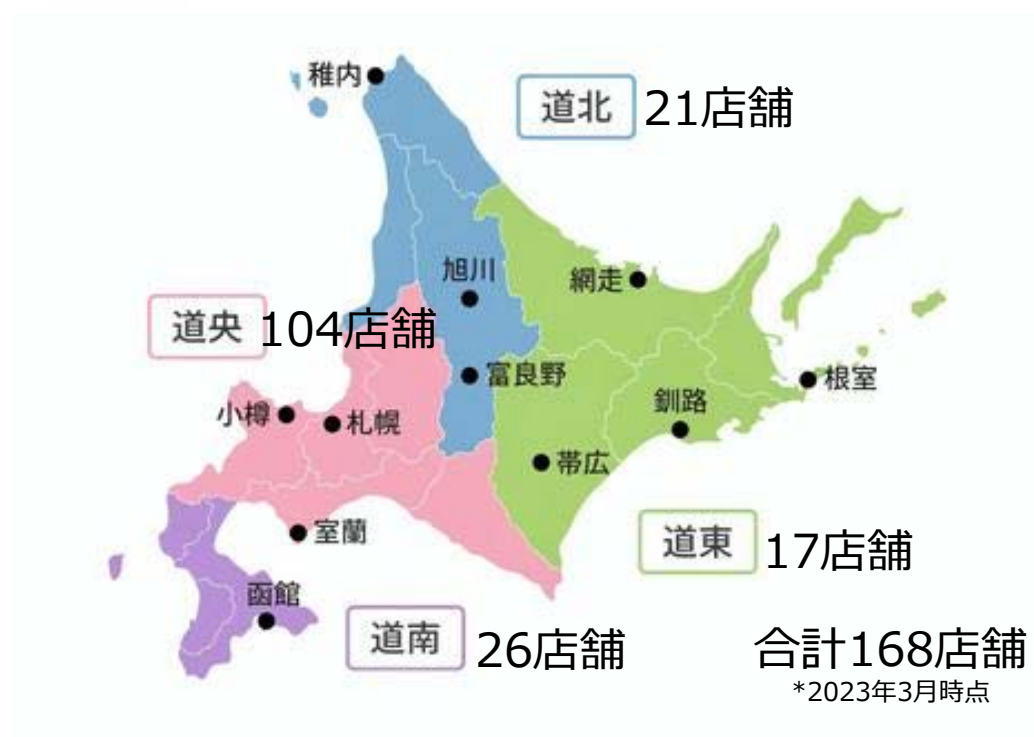 稚内
道北 21店舗
旭川
網走
道央 104店舗
富良野
根室
小樽
札幌
釧路
帯広
室蘭
道東 17店舗
函館
道南 26店舗
合計168店舗
*2023年3月時点